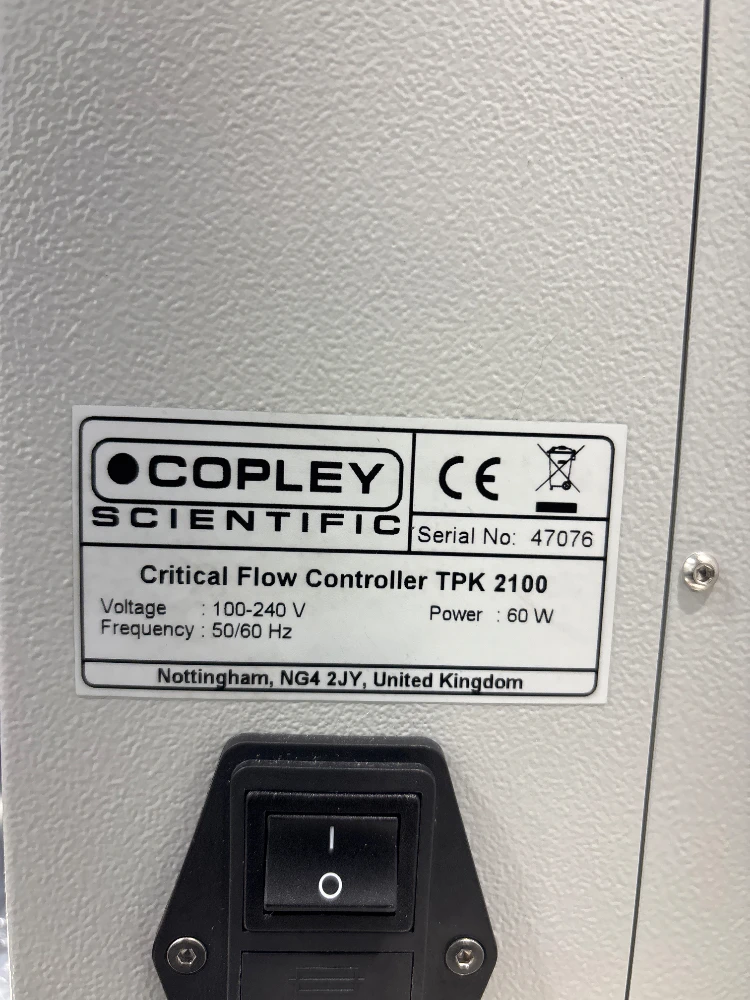 COPLEY
SCIENTIFIC
CE
Serial No: 47076
Critical Flow Controller TPK 2100
Voltage : 100-240 V
Power : 60 W
Frequency : 50/60 Hz
Nottingham, NG4 2JY, United Kingdom
I
O